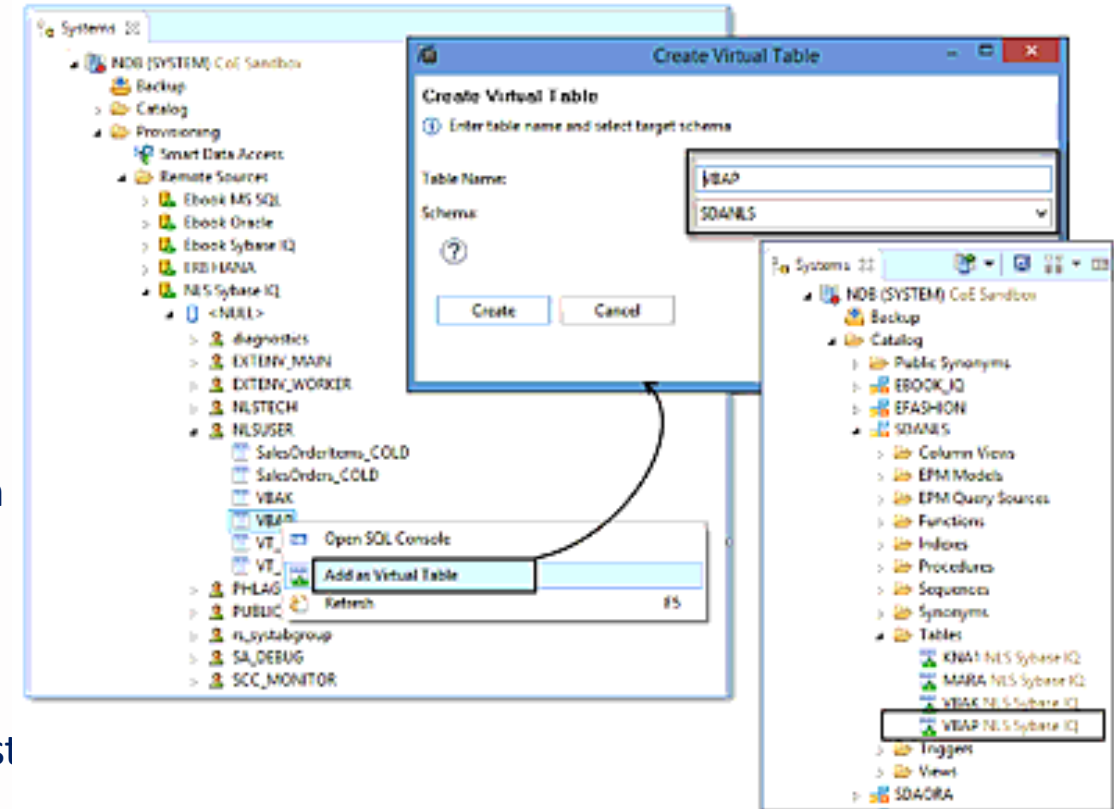 Systems
NDB (SYSTEM) CoE Sandbox
Backup
Catalog
Provisioning
Smart Data Access
Remote Sources
Ebook MS SQL
Ebook Oracle
Ebook Sybase IQ
HANA
NLS Sybase IQ
<NULL>
diagnostics
EXTENV_MAIN
EXTENV_WORKER
NLSTECH
NLSUSER
SalesOrderItems_COLD
SalesOrders_COLD
VBAK
VBAP
VT_
VT_
PHLAG
PUBLIC
rs_systabgroup
SA_DEBUG
SCC_MONITOR
Open SQL Console
Add as Virtual Table
Refresh F5
Create Virtual Table
Create Virtual Table
Enter table name and select target schema
Table Name: VBAP
Schema: SDANLS
?
Create Cancel
Systems
NDB (SYSTEM) CoE Sandbox
Backup
Catalog
Public Synonyms
EBOOK_IQ
EFASHION
SDANLS
Column Views
EPM Models
EPM Query Sources
Functions
Indexes
Procedures
Sequences
Synonyms
Tables
KNA1 NLS Sybase IQ
MARA NLS Sybase IQ
VBAK NLS Sybase IQ
VBAP NLS Sybase IQ
Triggers
Views
SDAORA
st